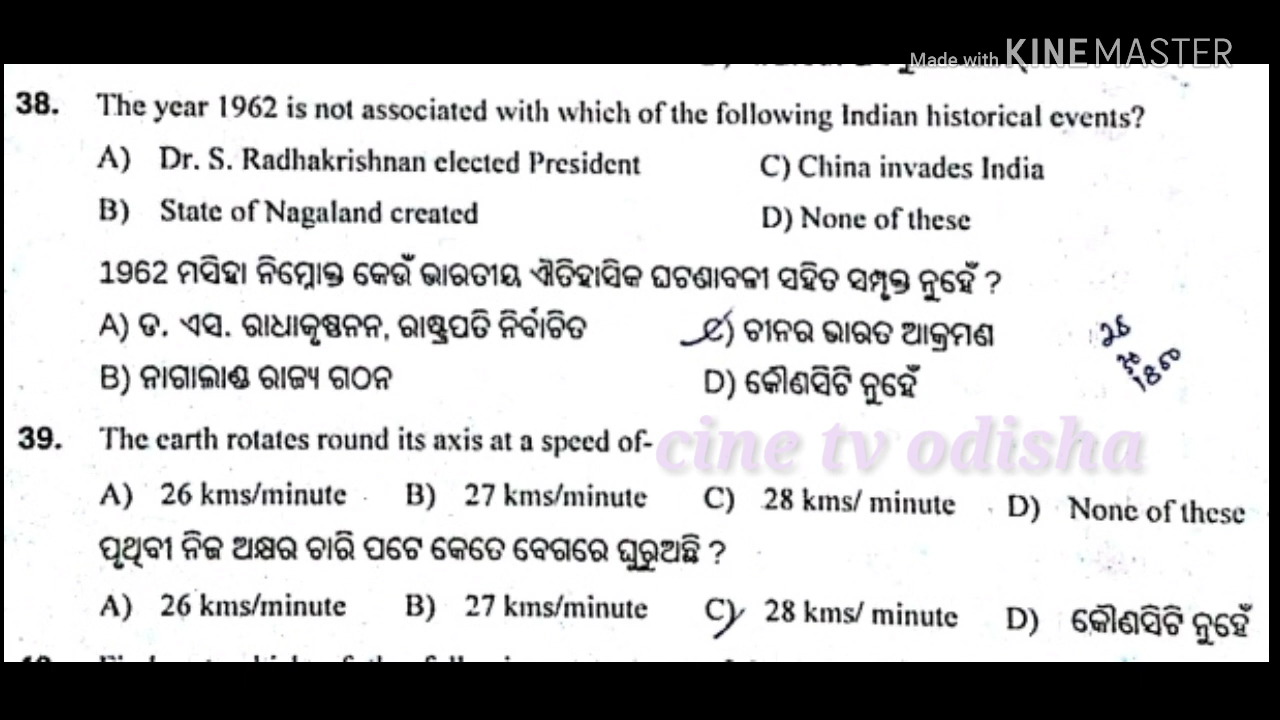 Made with KINEMASTER
38. The year 1962 is not associated with which of the following Indian historical events?
A) Dr. S. Radhakrishnan elected President C) China invades India
B) State of Nagaland created D) None of these
1962 ମସିହା ନିମ୍ନୋକ୍ତ କେଉଁ ଭାରତୀୟ ଐତିହାସିକ ଘଟଣାବଳୀ ସହିତ ସମ୍ପୃକ୍ତ ନୁହେଁ ?
A) ଡ. ଏସ. ରାଧାକୃଷ୍ଣନନ, ରାଷ୍ଟ୍ରପତି ନିର୍ବାଚିତ C) ଚୀନର ଭାରତ ଆକ୍ରମଣ
B) ନାଗାଲାଣ୍ଡ ରାଜ୍ୟ ଗଠନ D) କୌଣସିଟି ନୁହେଁ
39. The earth rotates round its axis at a speed of-
cine tv odisha
A) 26 kms/minute B) 27 kms/minute C) 28 kms/ minute D) None of these
ପୃଥିବୀ ନିଜ ଅକ୍ଷର ଚାରି ପଟେ କେତେ ବେଗରେ ଘୁରୁଅଛି ?
A) 26 kms/minute B) 27 kms/minute C) 28 kms/ minute D) କୌଣସିଟି ନୁହେଁ